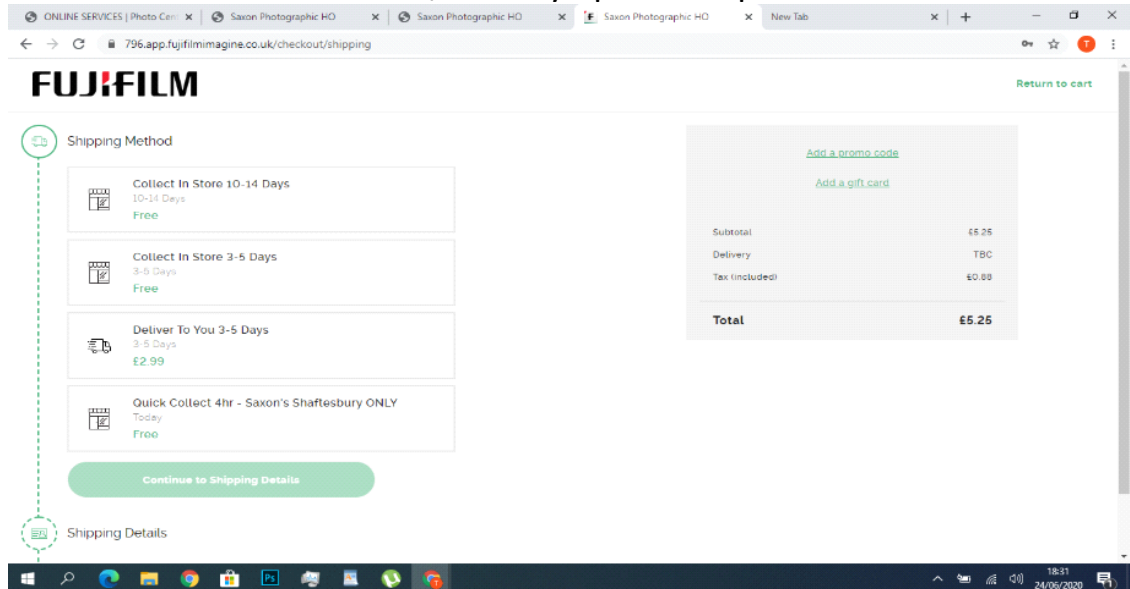 ONLINE SERVICES | Photo Cen
Saxon Photographic HO
Saxon Photographic HO
Saxon Photographic HO
New Tab
796.app.fujifilmimagine.co.uk/checkout/shipping
T
FUJIFILM
Return to cart
Shipping Method
Collect In Store 10-14 Days
10-14 Days
Free
Collect In Store 3-5 Days
Days
Free
Deliver To You 3-5 Days
3-5 Days
£2.99
Quick Collect 4hr - Saxon's Shaftesbury ONLY
Today
Free
Continue to Shipping Details
Shipping Details
Add a promo code
Add a gift card
Subtotal £5.25
Delivery TBC
Tax (included) £0.88
Total £5.25
Ps
18:31
24/06/2020